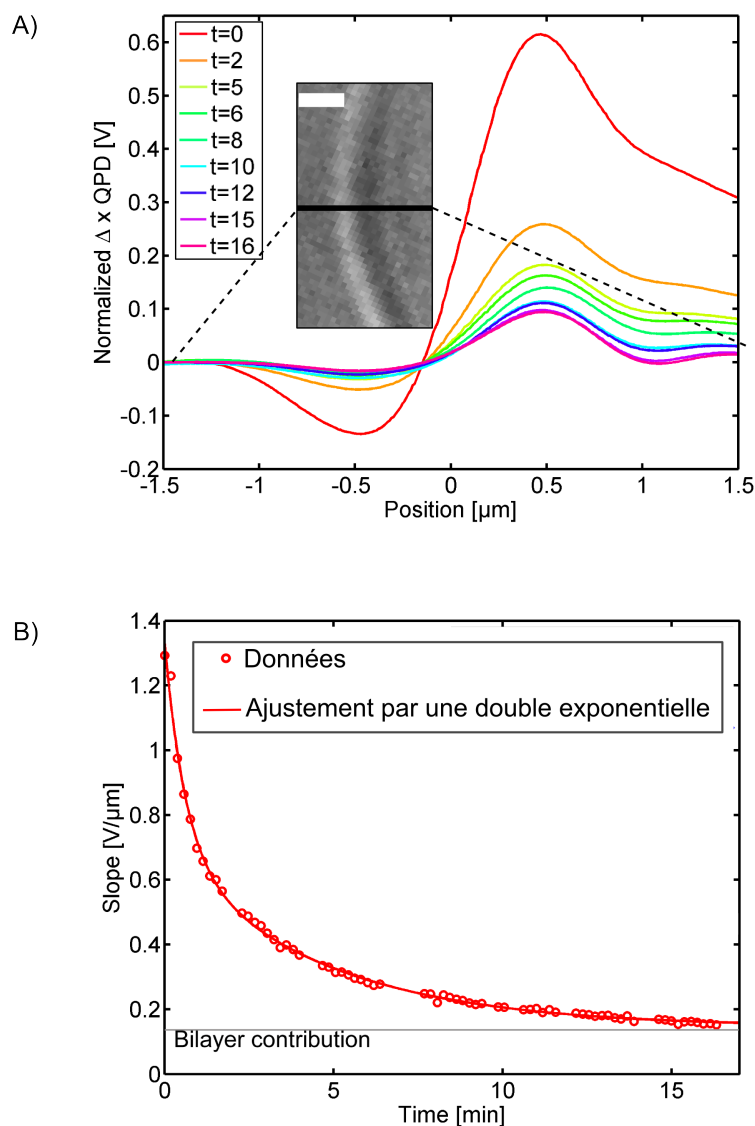 A)
Normalized Δ x QPD [V]
0.6
0.5
0.4
0.3
0.2
0.1
0
-0.1
-0.2
t=0
t=2
t=5
t=6
t=8
t=10
t=12
t=15
t=16
-1.5 -1 -0.5 0 0.5 1 1.5
Position [µm]
B)
Slope [V/µm]
1.4
1.2
1
0.8
0.6
0.4
0.2
0
Données
Ajustement par une double exponentielle
Bilayer contribution
0 5 10 15
Time [min]